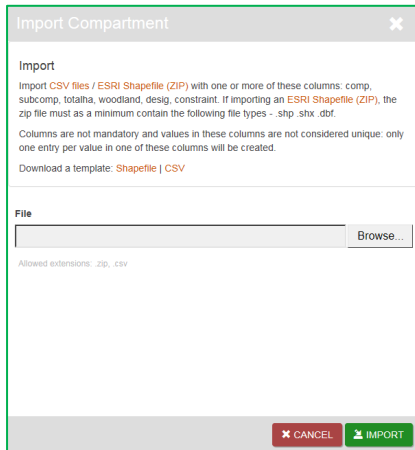 Import Compartment
Import
Import CSV files / ESRI Shapefile (ZIP) with one or more of these columns: comp,
subcomp, totalha, woodland, desig, constraint. If importing an ESRI Shapefile (ZIP), the
zip file must as a minimum contain the following file types - .shp .shx .dbf.
Columns are not mandatory and values in these columns are not considered unique: only
one entry per value in one of these columns will be created.
Download a template: Shapefile | CSV
File
Browse...
Allowed extensions: .zip, .csv
CANCEL IMPORT